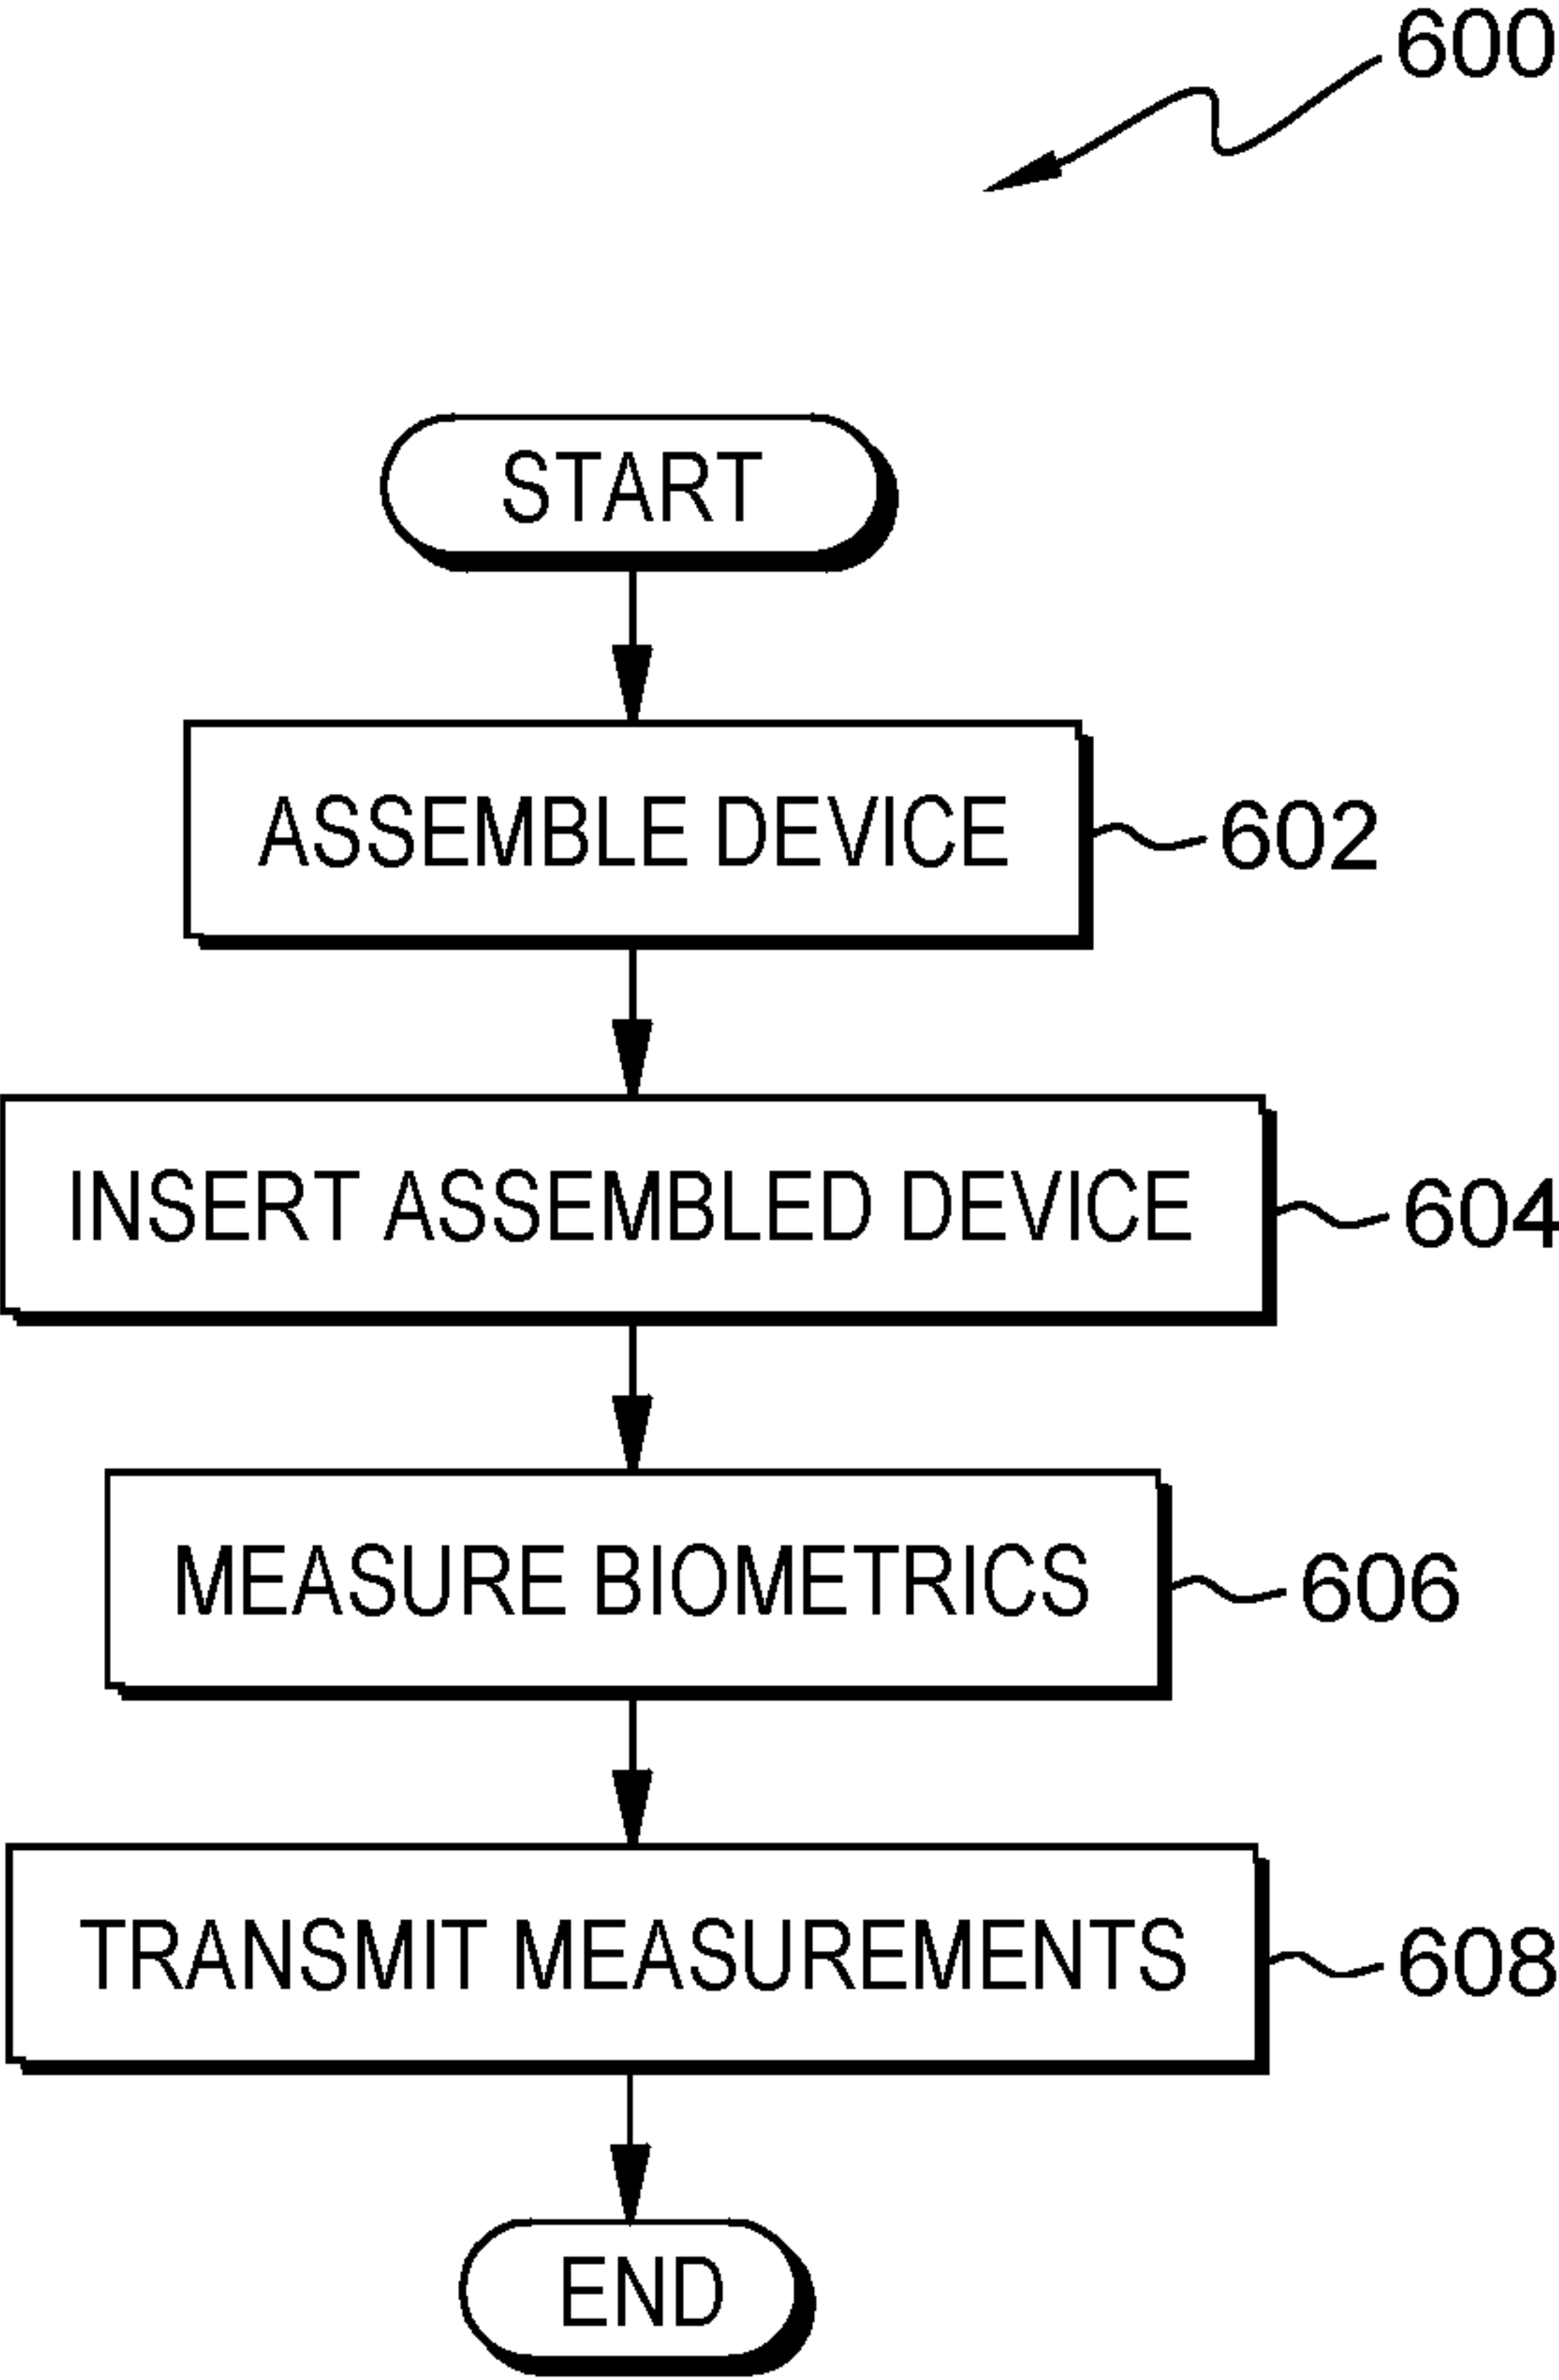 600
START
ASSEMBLE DEVICE
602
INSERT ASSEMBLED DEVICE
604
MEASURE BIOMETRICS
606
TRANSMIT MEASUREMENTS
608
END